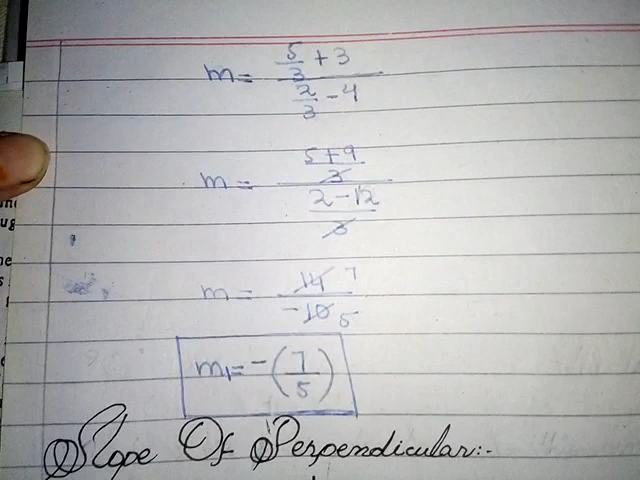 m = (5/3 + 3)/(2/3 - 4)
m = ((5+9)/3)/((2-12)/3)
m = 14 7/-10 5
m1 = -(7/5)
Slope Of Perpendicular:-